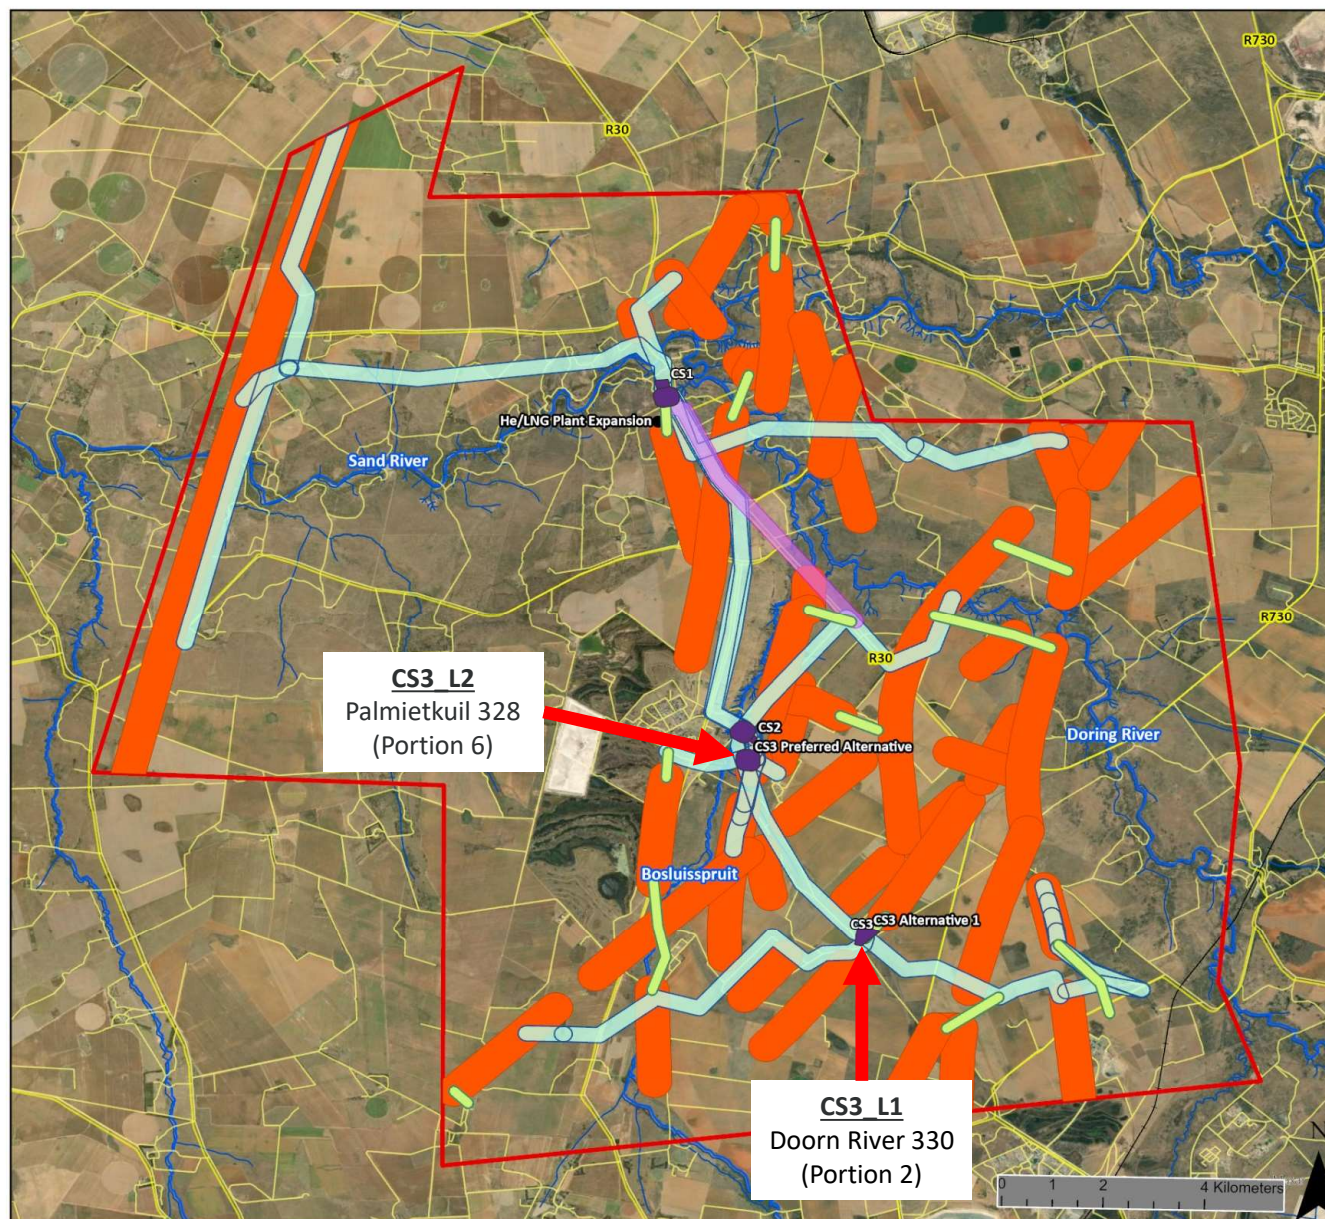 R730
R30
CS1
He/LNG Plant Expansion
Sand River
R730
R30
CS3_L2
Palmietkuil 328
(Portion 6)
CS2
CS3 Preferred Alternative
Doring River
Bosluisspruit
CS3
CS3 Alternative 1
CS3_L1
Doorn River 330
(Portion 2)
N
0 1 2 4 Kilometers